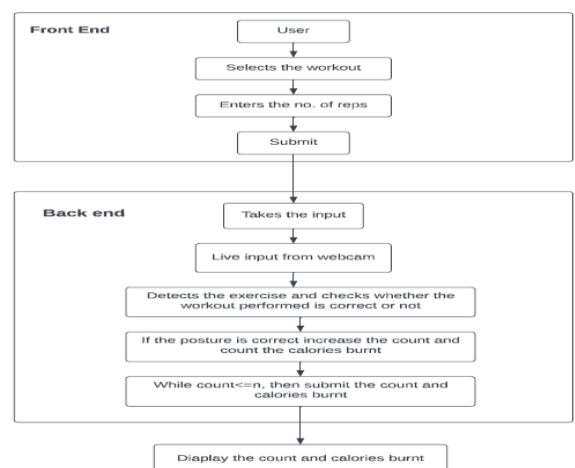 Front End
User
Selects the workout
Enters the no. of reps
Submit
Back end
Takes the input
Live input from webcam
Detects the exercise and checks whether the
workout performed is correct or not
If the posture is correct increase the count and
count the calories burnt
While count<=n, then submit the count and
calories burnt
Diaplay the count and calories burnt